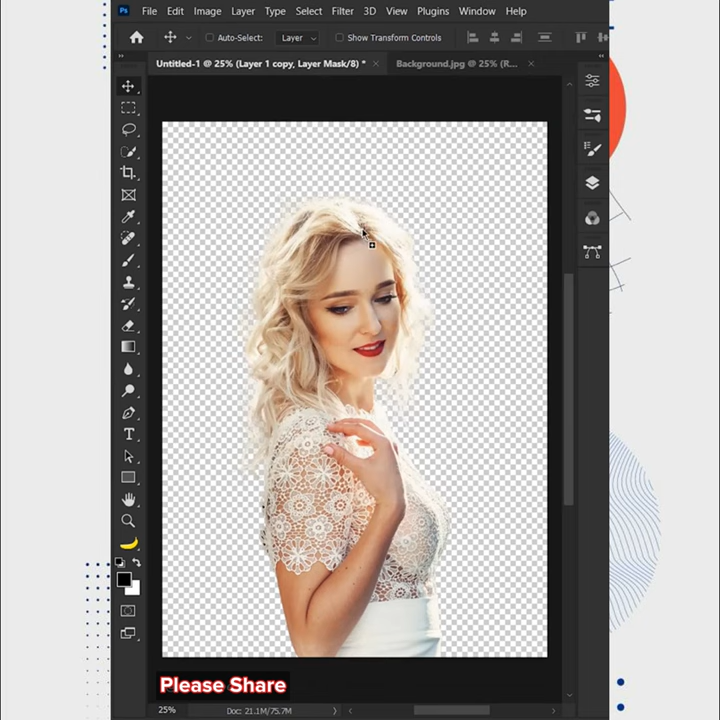 Ps File Edit Image Layer Type Select Filter 3D View Plugins Window Help
Auto-Select: Layer Show Transform Controls
Untitled-1 @ 25% (Layer 1 copy, Layer Mask/8) * × Background.jpg @ 25% (R... ×
T
Please Share
25% Doc: 21.1M/75.7M